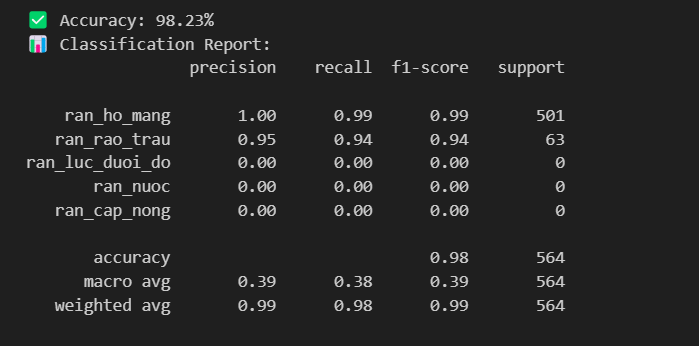 ✅ Accuracy: 98.23%
📊 Classification Report:
precision recall f1-score support
ran_ho_mang 1.00 0.99 0.99 501
ran_rao_trau 0.95 0.94 0.94 63
ran_luc_duoi_do 0.00 0.00 0.00 0
ran_nuoc 0.00 0.00 0.00 0
ran_cap_nong 0.00 0.00 0.00 0
accuracy 0.98 564
macro avg 0.39 0.38 0.39 564
weighted avg 0.99 0.98 0.99 564